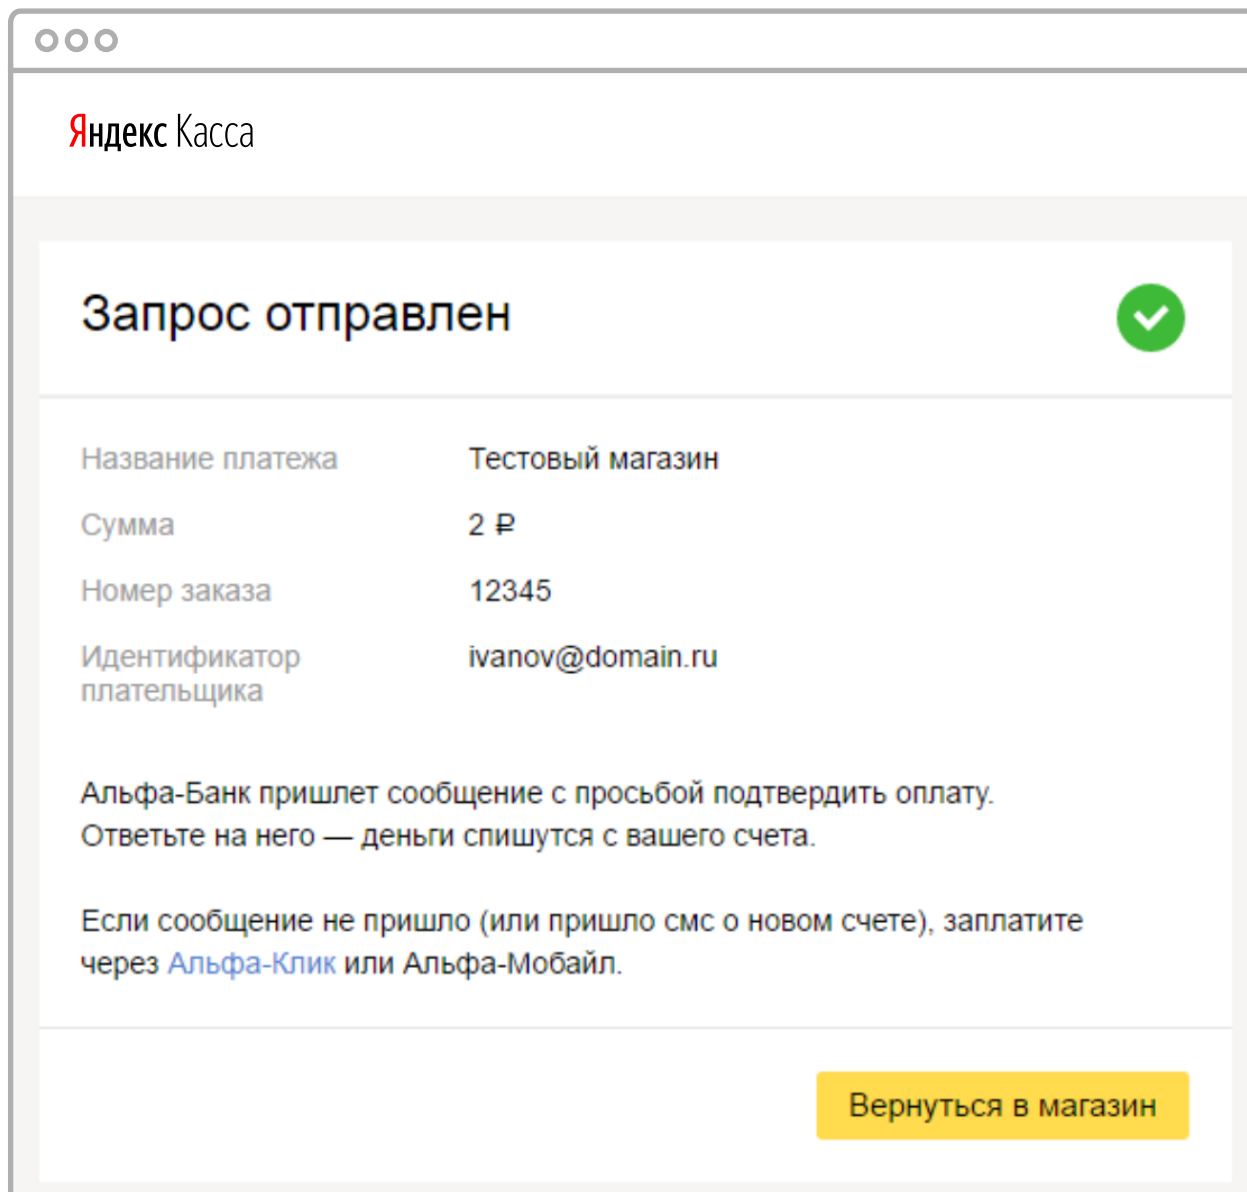 Яндекс Касса
Запрос отправлен
Название платежа Тестовый магазин
Сумма 2 ₽
Номер заказа 12345
Идентификатор ivanov@domain.ru
плательщика
Альфа-Банк пришлет сообщение с просьбой подтвердить оплату.
Ответьте на него — деньги спишутся с вашего счета.
Если сообщение не пришло (или пришло смс о новом счете), заплатите
через Альфа-Клик или Альфа-Мобайл.
Вернуться в магазин